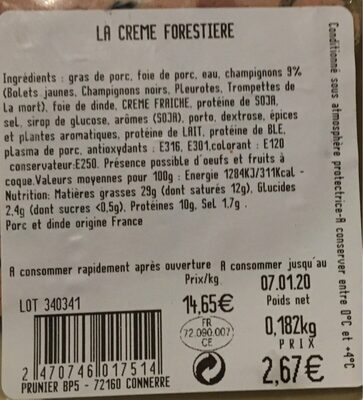 LA CREME FORESTIERE
Ingrédients : gras de porc, foie de porc, eau, champignons 9%
(Bolets jaunes, Champignons noirs, Pleurotes, Trompettes de
La mort), foie de dinde, CREME FRAICHE, protéine de SOJA,
sel, sirop de glucose, arômes (SOJA), porto, dextrose, épices
et plantes aromatiques, protéine de LAIT, protéine de BLE,
plasma de porc, antioxydants : E316, E301,colorant : E120
conservateur:E250. Présence possible d'oeufs et fruits à
coque.Valeurs moyennes pour 100g : Energie 1284KJ/311Kcal -
Nutrition: Matières grasses 29g (dont saturés 12g), Glucides
2,4g (dont sucres <0,5g), Protéines 10g, Sel 1.7g .
Porc et dinde origine France
Conditionné sous atmosphère protectrice-A conserver entre 0°C et +4°C
A consommer rapidement après ouverture A consommer jusqu'au
Prix/kg 07.01.20
LOT 340341 14,65€ Poids net
FR
72.090.007
CE
0,182kg
PRIX
2,67€
2 470746 017514
PRUNIER BP5 - 72160 CONNERRE